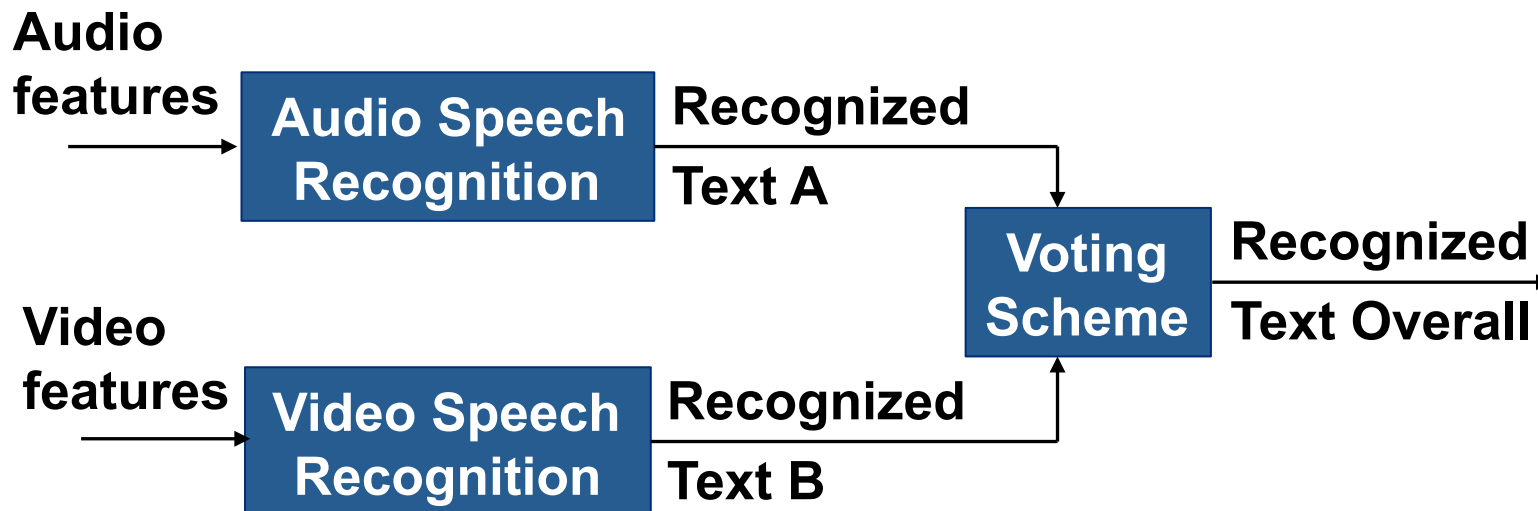 Audio
features
Audio Speech
Recognition
Recognized
Text A
Voting
Scheme
Recognized
Text Overall
Video
features
Video Speech
Recognition
Recognized
Text B